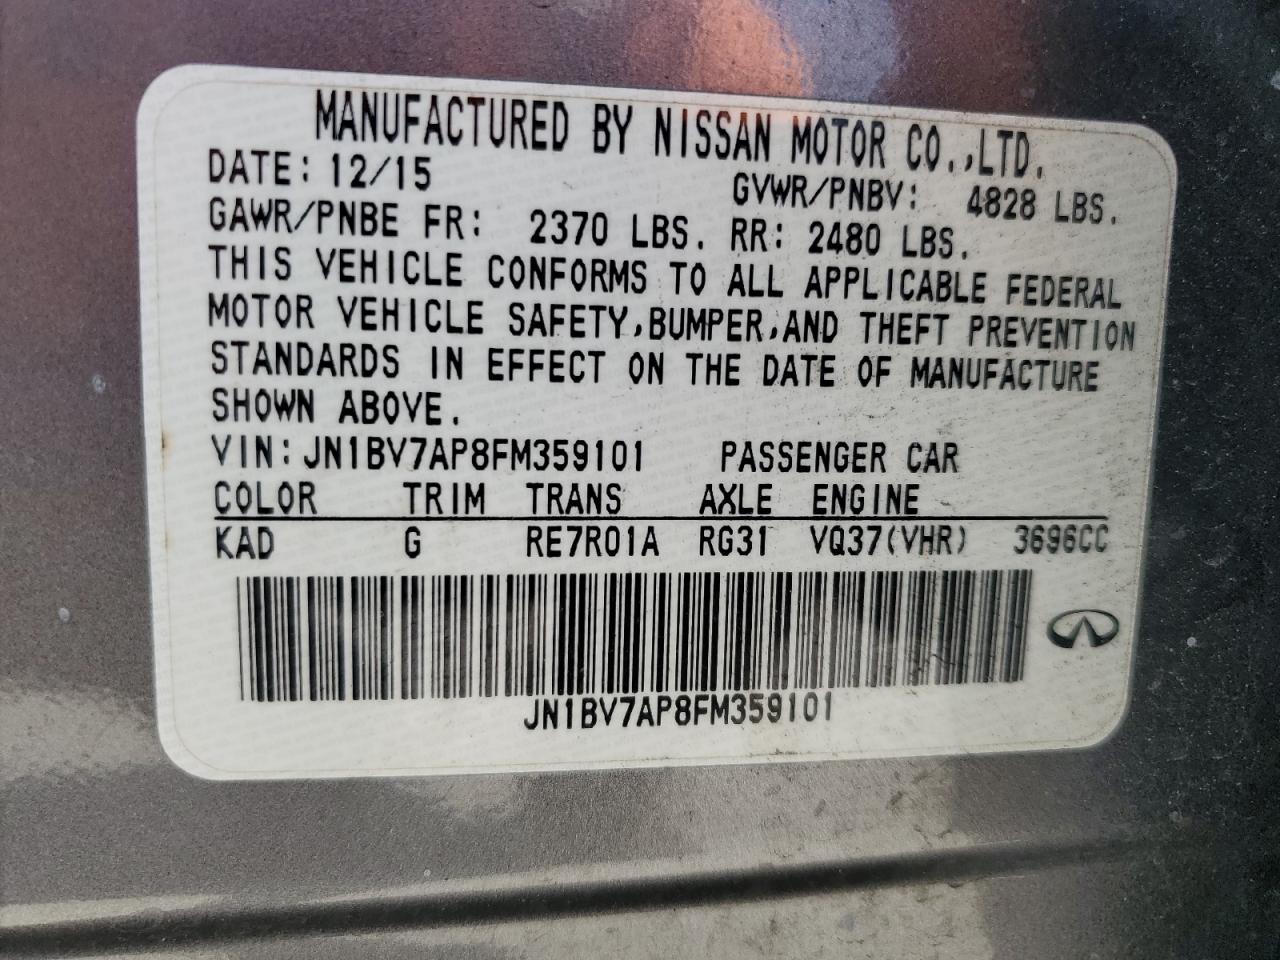 MANUFACTURED BY NISSAN MOTOR CO.,LTD.
DATE: 12/15 GVWR/PNBV: 4828 LBS.
GAWR/PNBE FR: 2370 LBS. RR: 2480 LBS.
THIS VEHICLE CONFORMS TO ALL APPLICABLE FEDERAL
MOTOR VEHICLE SAFETY,BUMPER,AND THEFT PREVENTION
STANDARDS IN EFFECT ON THE DATE OF MANUFACTURE
SHOWN ABOVE.
VIN: JN1BV7AP8FM359101 PASSENGER CAR
COLOR TRIM TRANS AXLE ENGINE
KAD G RE7R01A RG31 VQ37(VHR) 3696CC
JN1BV7AP8FM359101